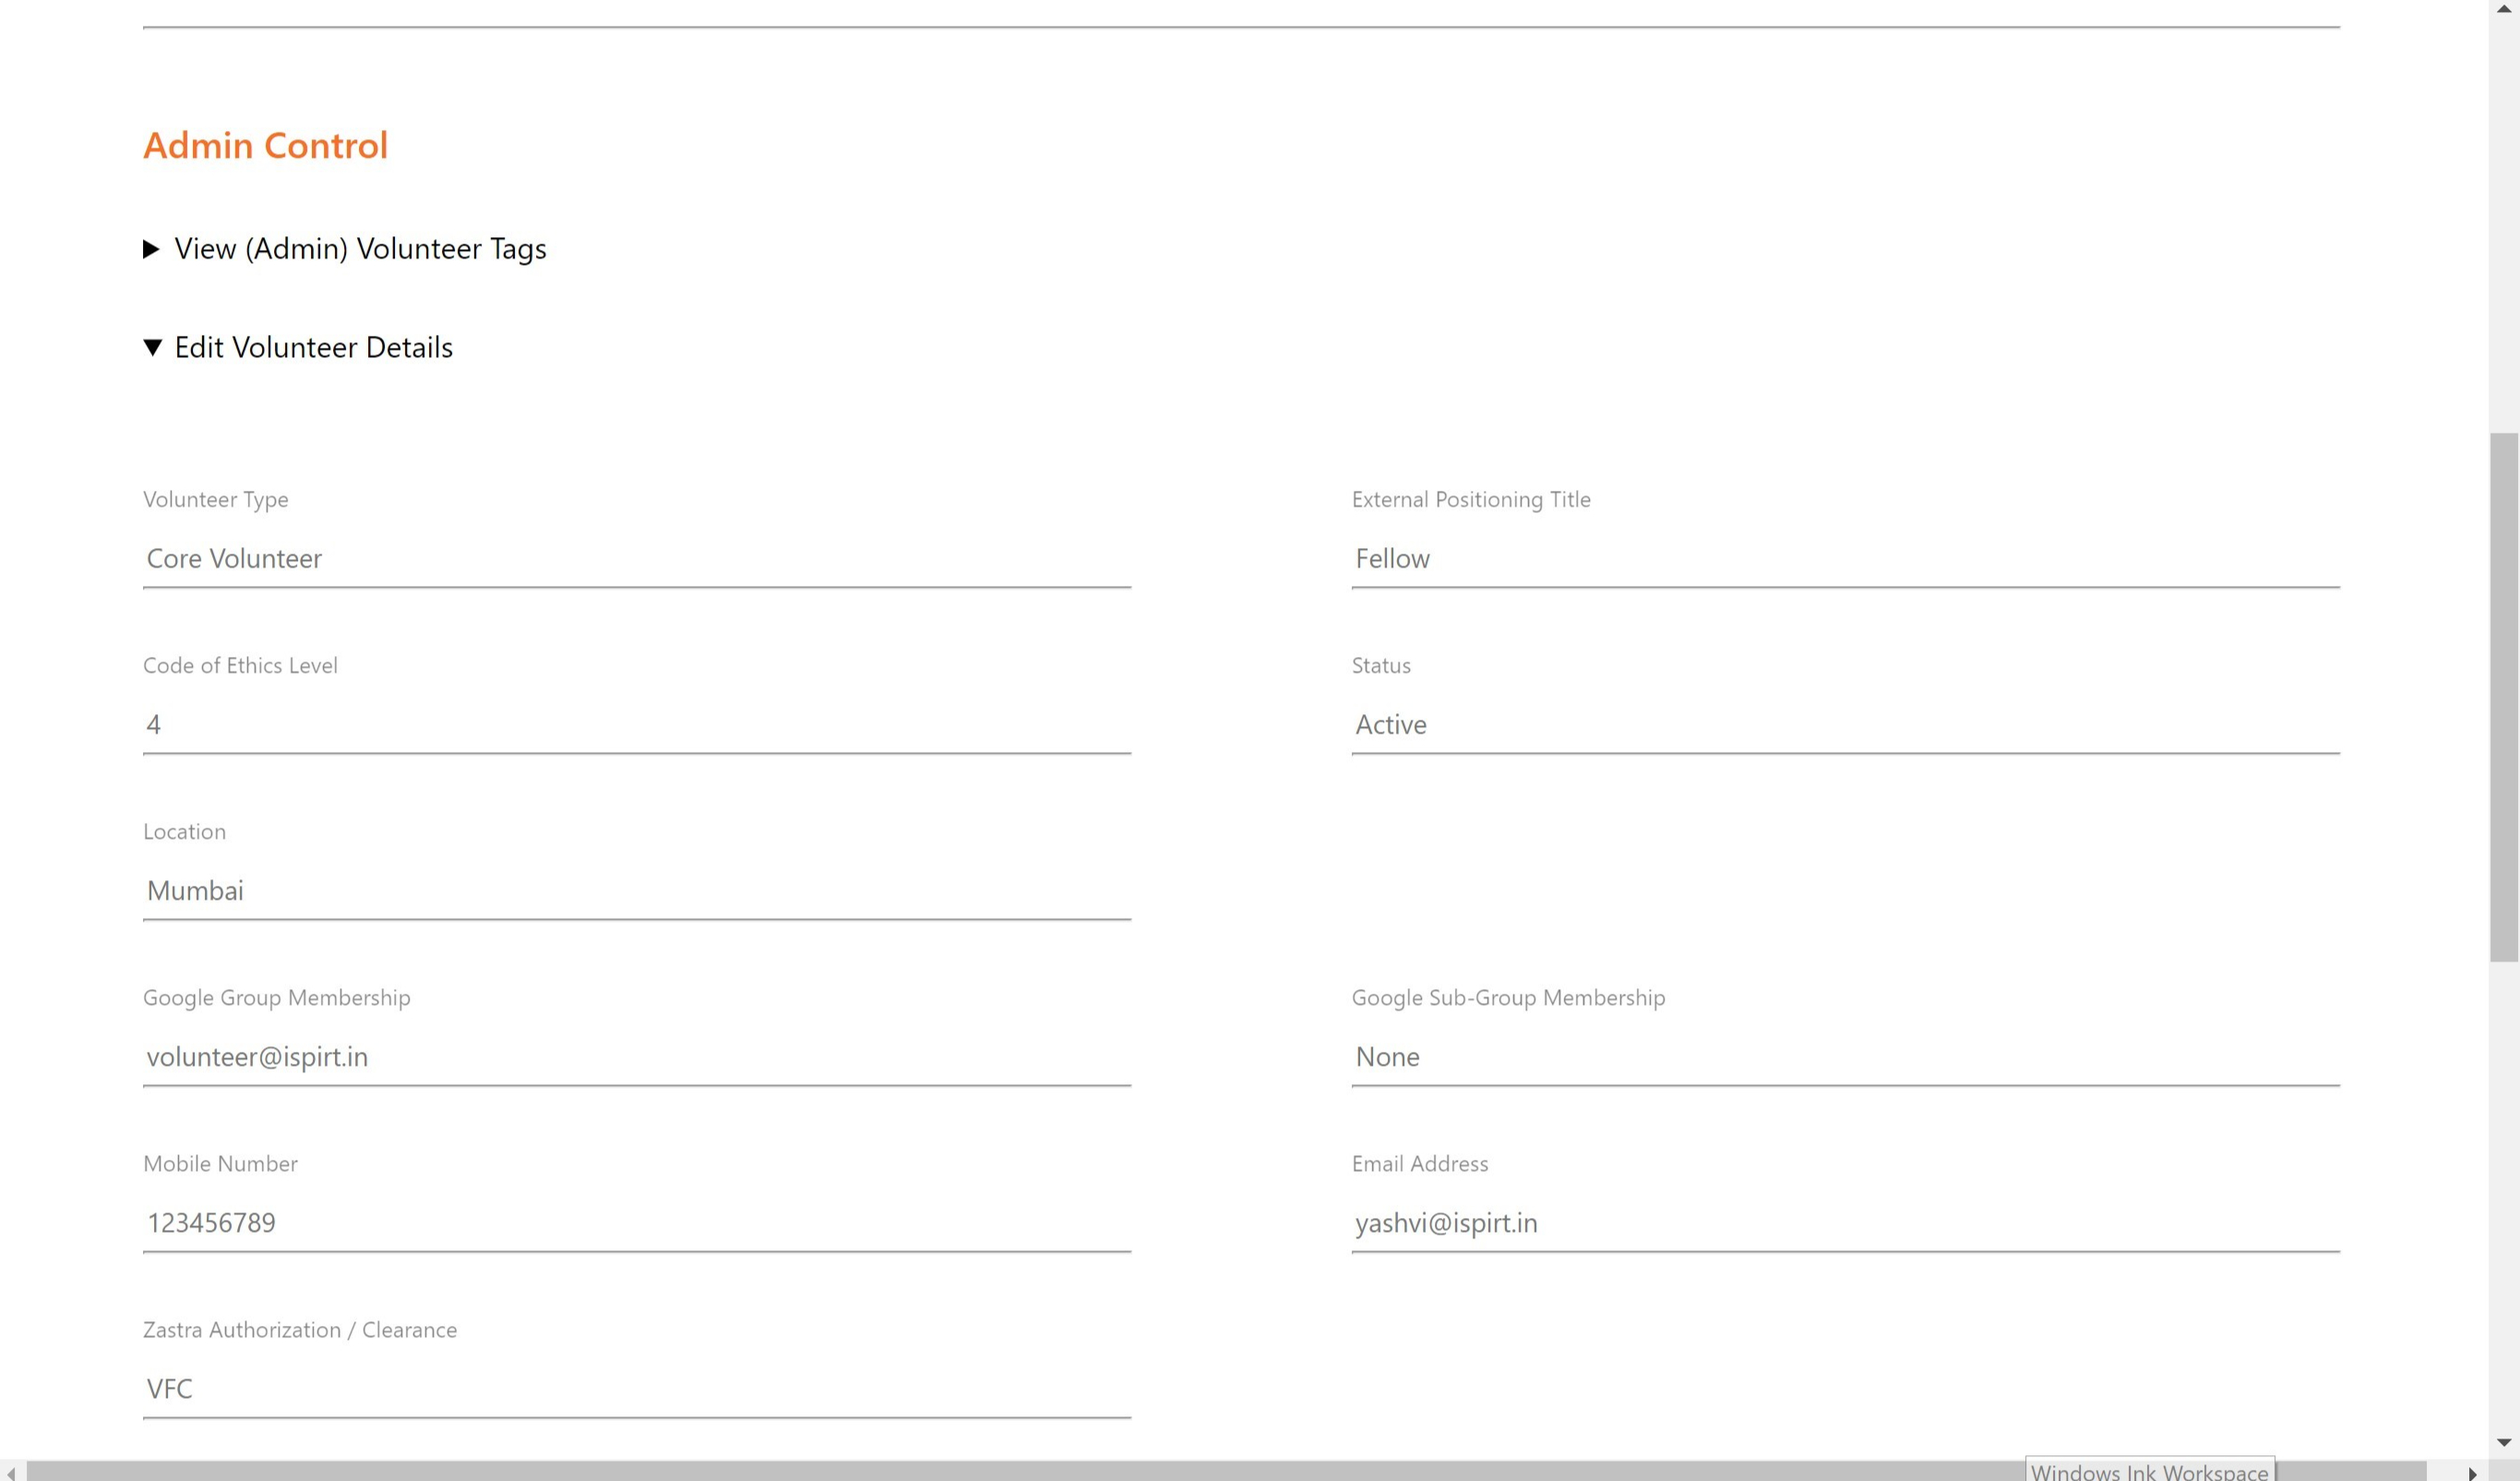 Admin Control
View (Admin) Volunteer Tags
Edit Volunteer Details
Volunteer Type
External Positioning Title
Core Volunteer
Fellow
Code of Ethics Level
Status
4
Active
Location
Mumbai
Google Group Membership
Google Sub-Group Membership
volunteer@ispirt.in
None
Mobile Number
Email Address
123456789
yashvi@ispirt.in
Zastra Authorization / Clearance
VFC
Windows Ink Workspace